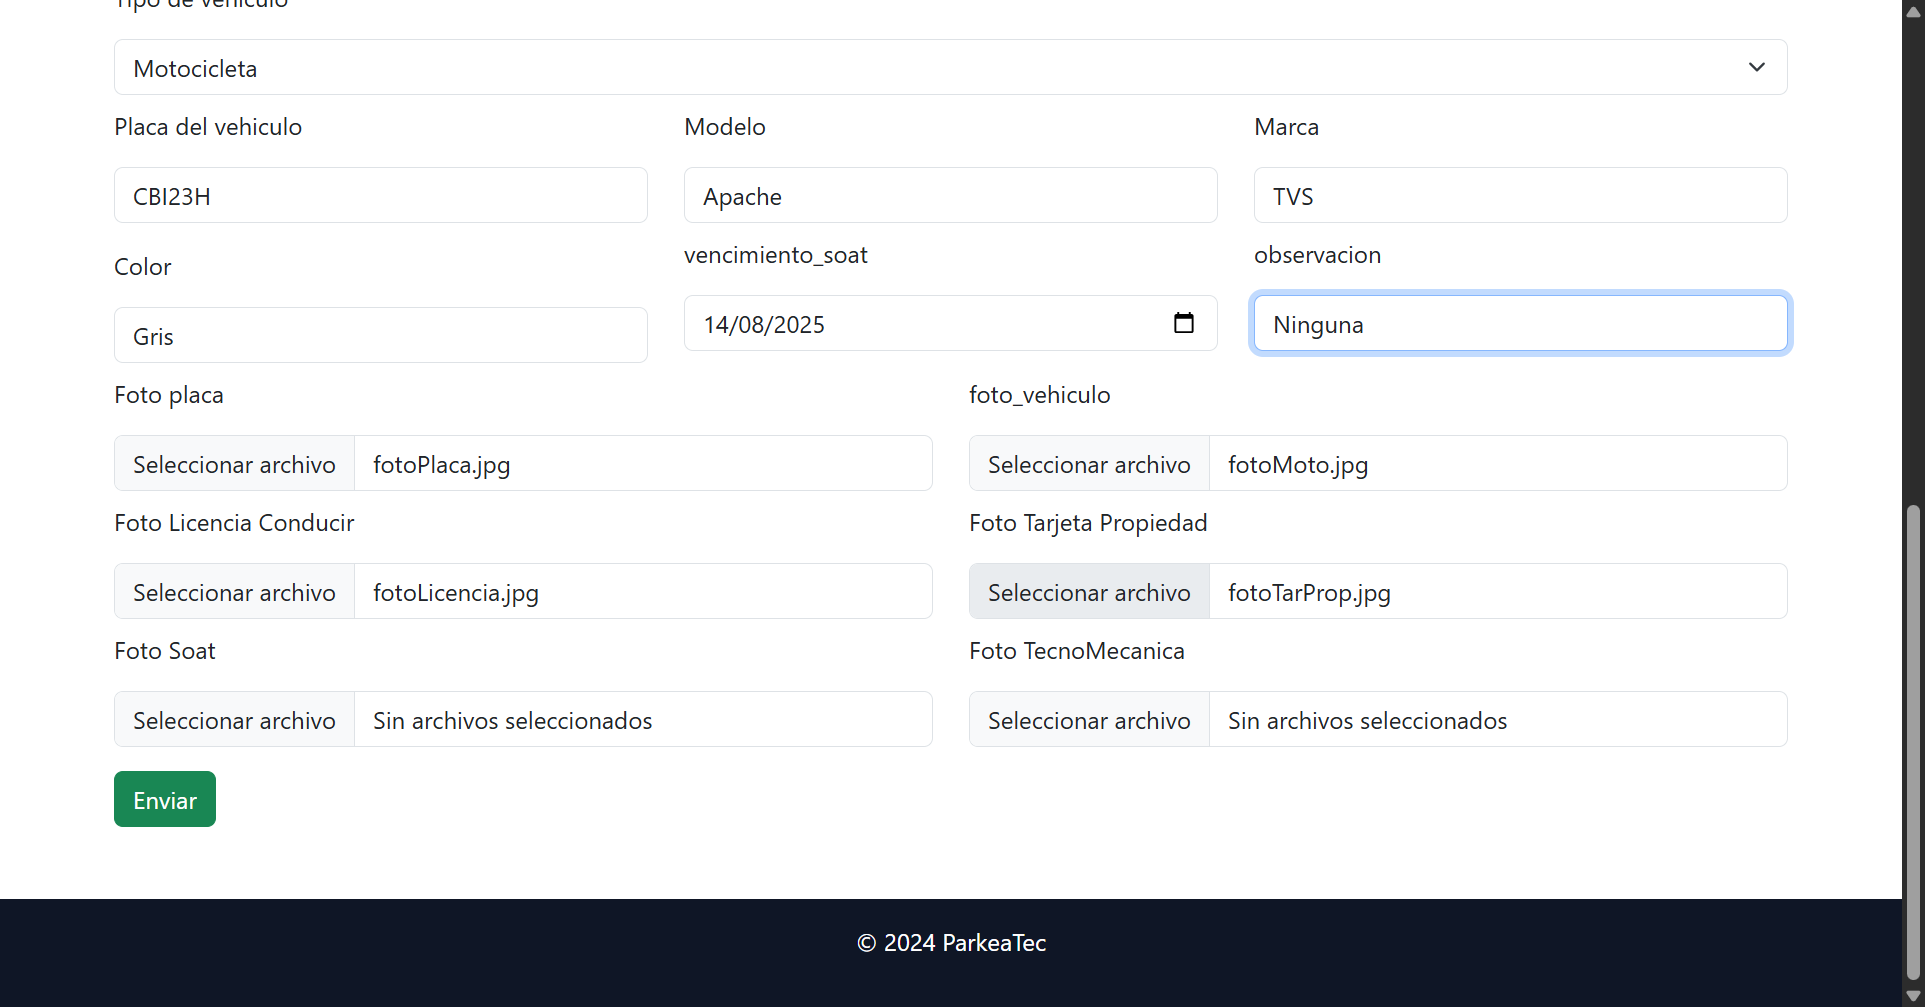 Tipo de vehiculo
Motocicleta
Placa del vehiculo
Modelo
Marca
CBI23H
Apache
TVS
Color
vencimiento_soat
observacion
Gris
14/08/2025
Ninguna
Foto placa
foto_vehiculo
Seleccionar archivo fotoPlaca.jpg
Seleccionar archivo fotoMoto.jpg
Foto Licencia Conducir
Foto Tarjeta Propiedad
Seleccionar archivo fotoLicencia.jpg
Seleccionar archivo fotoTarProp.jpg
Foto Soat
Foto TecnoMecanica
Seleccionar archivo Sin archivos seleccionados
Seleccionar archivo Sin archivos seleccionados
Enviar
© 2024 ParkeaTec